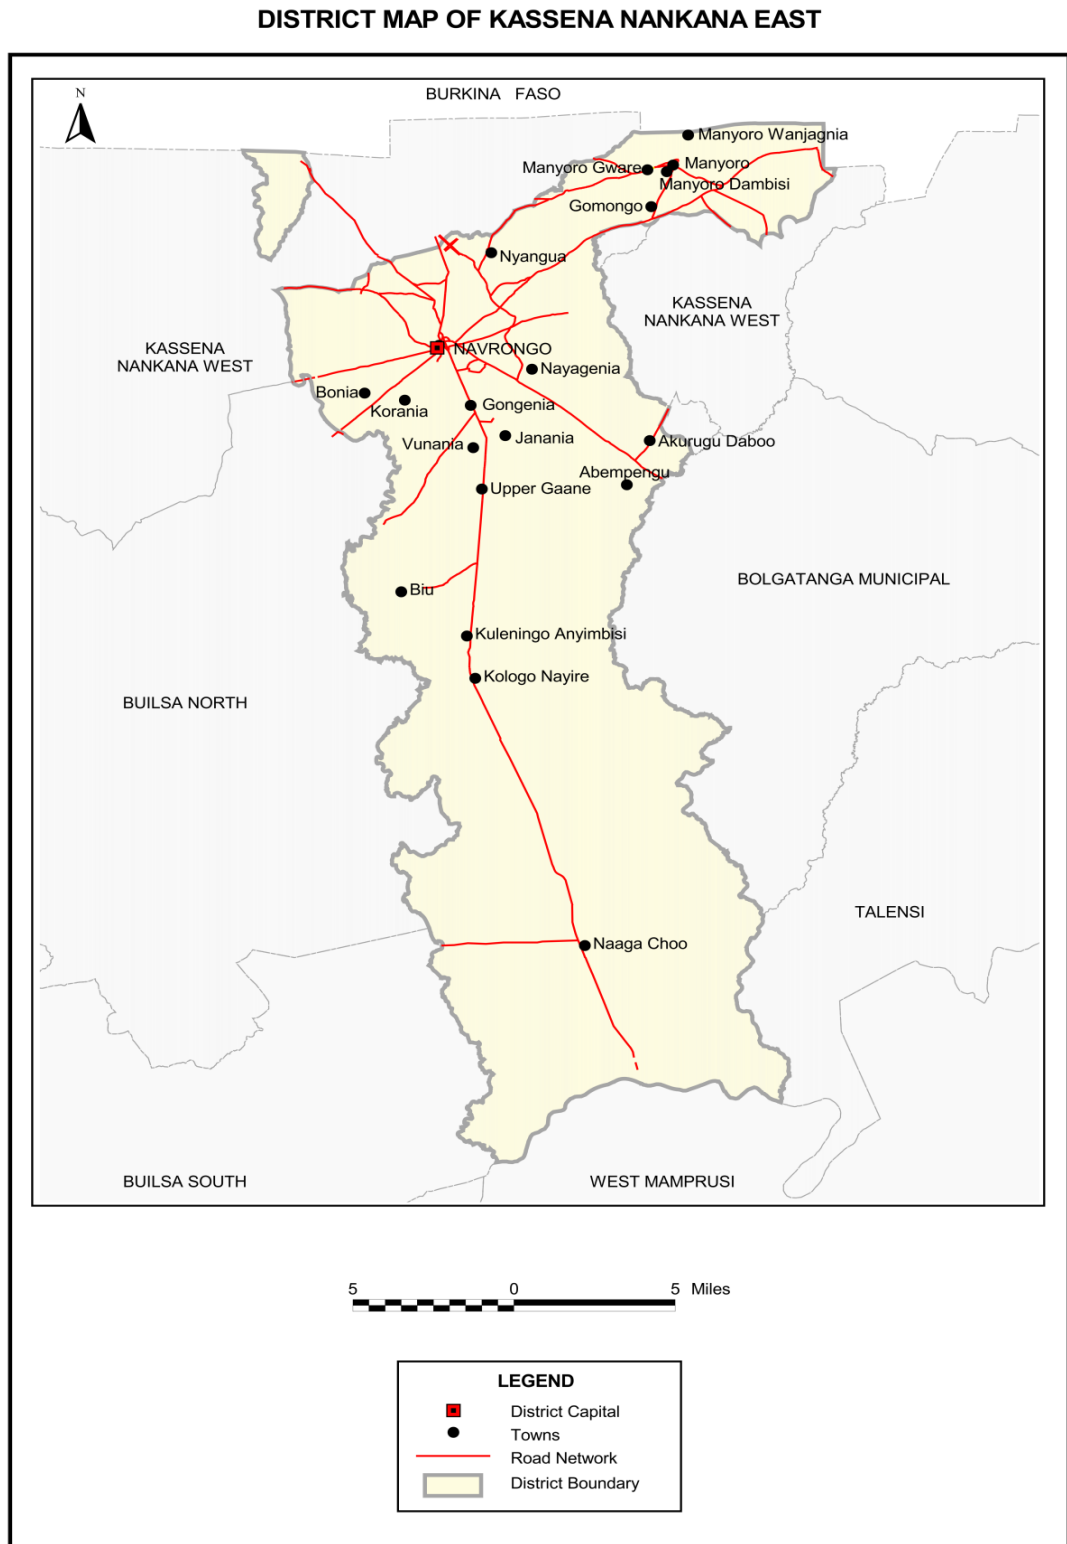 DISTRICT MAP OF KASSENA NANKANA EAST
N
BURKINA FASO
Manyoro Wanjagnia
Manyoro Gware
Manyoro
Manyoro Dambisi
Gomongo
Nyangua
KASSENA
NANKANA WEST
KASSENA
NANKANA WEST
NAVRONGO
Nayagenia
Bonia
Korania
Gongenia
Vunania
Janania
Akurugu Daboo
Abempengu
Upper Gaane
BOLGATANGA MUNICIPAL
Biu
Kuleningo Anyimbisi
Kologo Nayire
BUILSA NORTH
TALENSI
Naaga Choo
BUILSA SOUTH
WEST MAMPRUSI
5 0 5 Miles
LEGEND
District Capital
Towns
Road Network
District Boundary